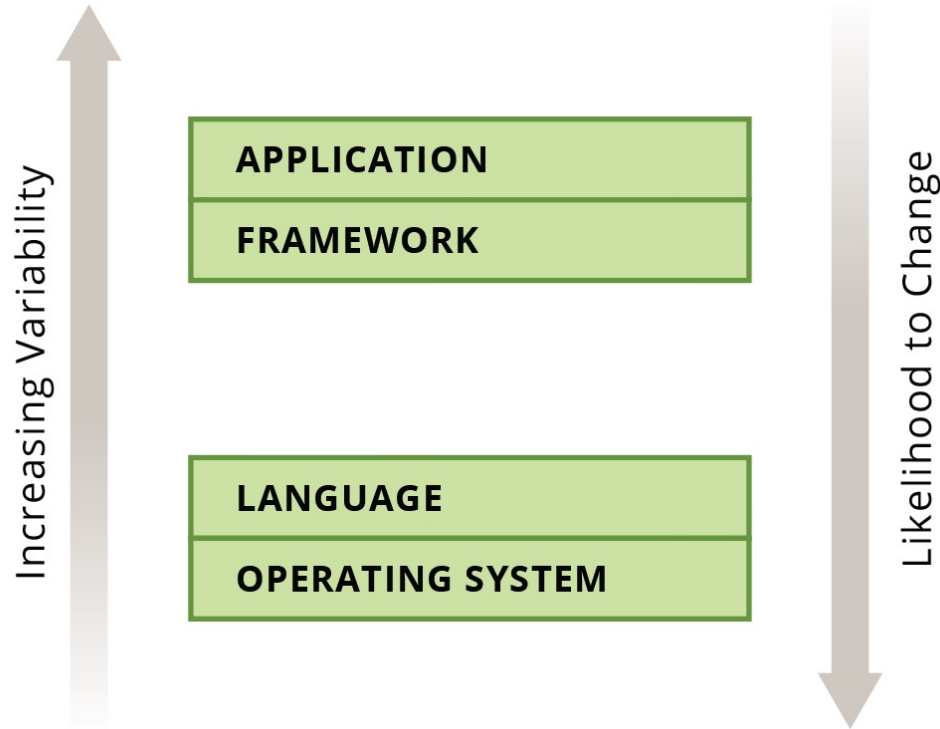 Increasing Variability
APPLICATION
FRAMEWORK
LANGUAGE
OPERATING SYSTEM
Likelihood to Change